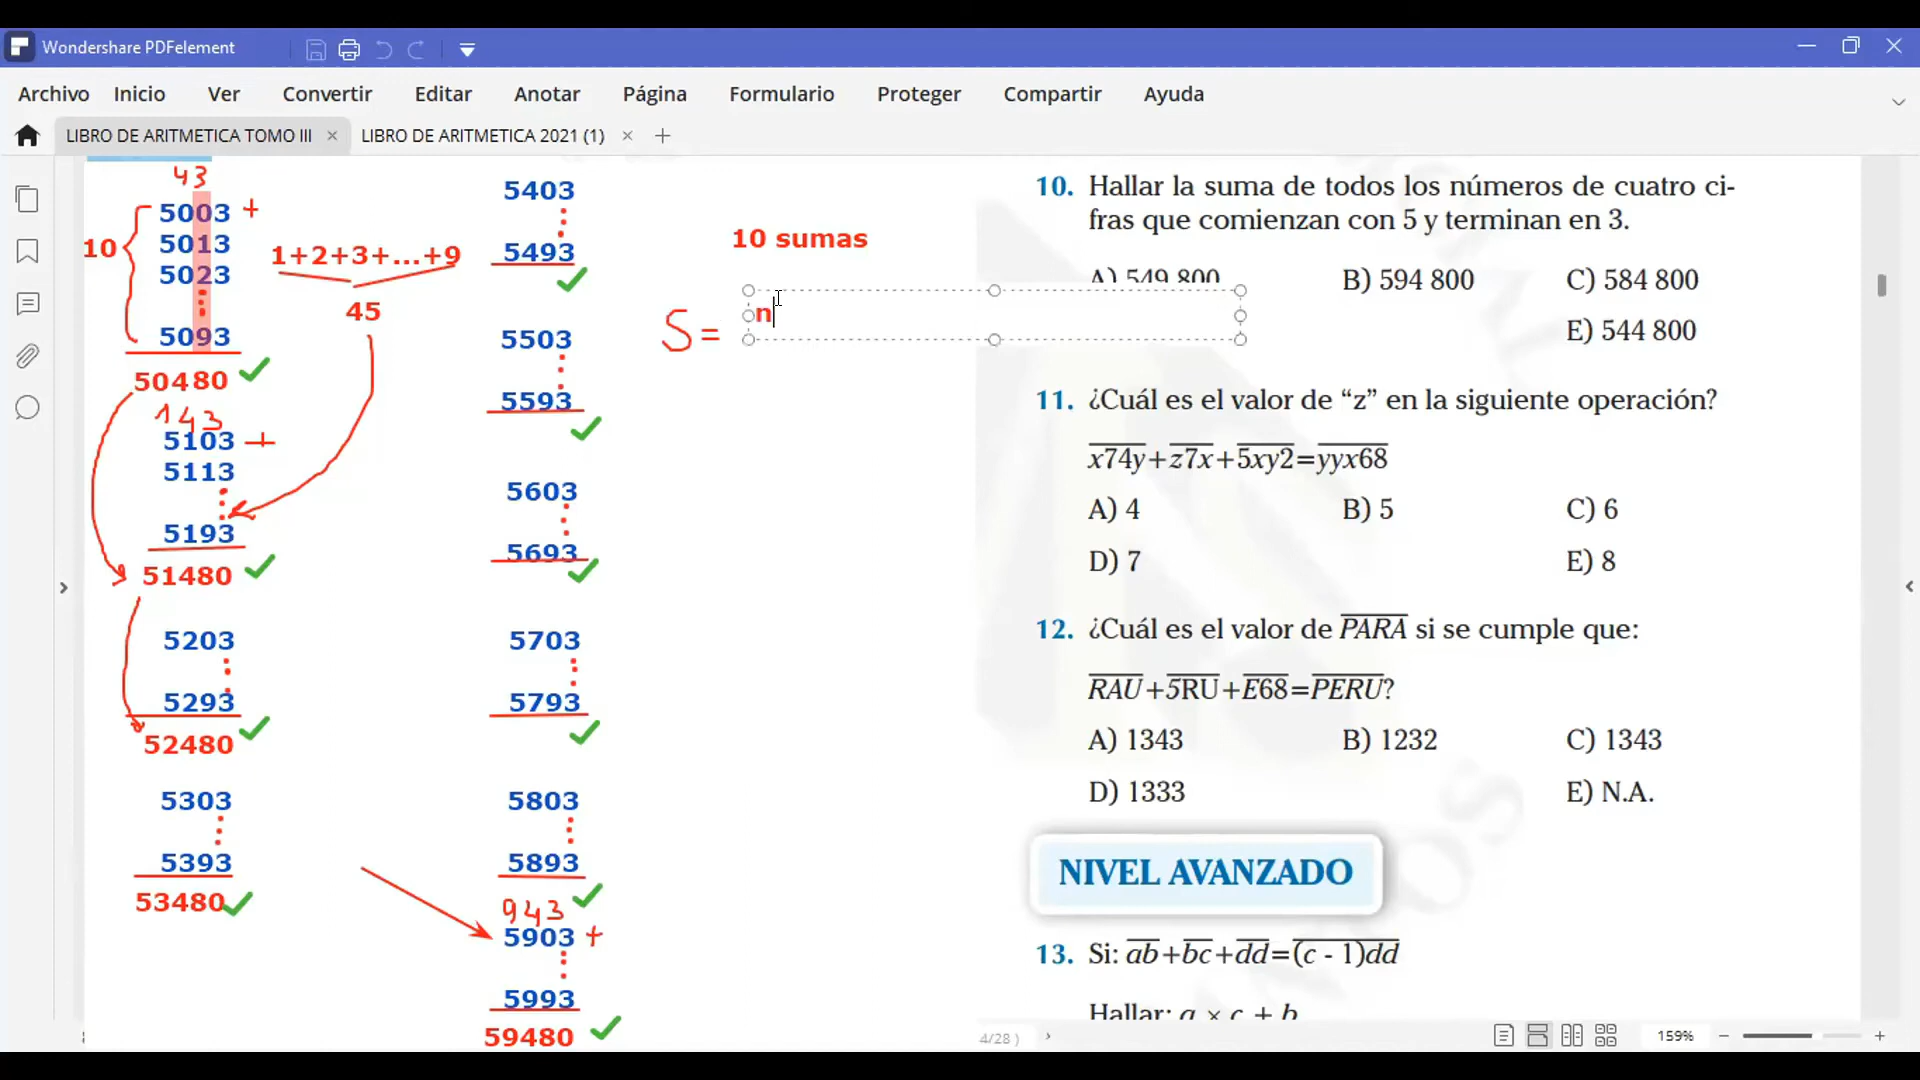 Wondershare PDFelement
Archivo Inicio Ver Convertir Editar Anotar Página Formulario Proteger Compartir Ayuda
LIBRO DE ARITMETICA TOMO III × LIBRO DE ARITMETICA 2021 (1) × +
43
5003 +
5013
5023
5093
10
50480
1+2+3+...+9
45
143
5103 +
5113
5193
51480
5203
5293
52480
5303
5393
53480
5403
5493
5503
5593
5603
5693
5703
5793
5803
5893
943
5903 +
5993
59480
10 sumas
S = n
10. Hallar la suma de todos los números de cuatro ci-
fras que comienzan con 5 y terminan en 3.
A) 549 800 B) 594 800 C) 584 800
E) 544 800
11. ¿Cuál es el valor de “z” en la siguiente operación?
x74y+z7x+5xy2=yyx68
A) 4 B) 5 C) 6
D) 7 E) 8
12. ¿Cuál es el valor de PARA si se cumple que:
RAU+5RU+E68=PERU?
A) 1343 B) 1232 C) 1343
D) 1333 E) N.A.
NIVEL AVANZADO
13. Si: ab+bc+dd=(c - 1)dd
Hallar: a × c + b
4/28 ) 159% − +